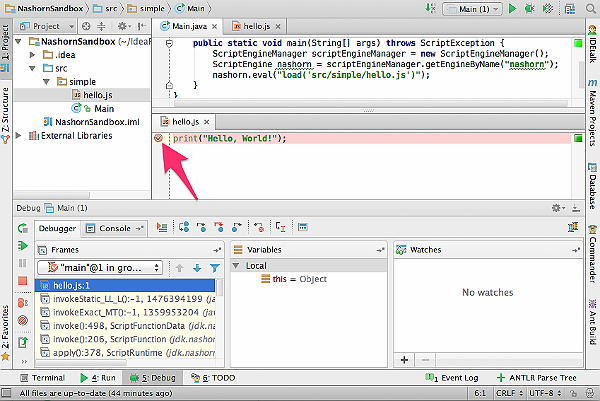 NashornSandbox
src
simple
Main
Main (1)
Project
Main.java
hello.js
NashornSandbox (~/IdeaP
.idea
src
simple
hello.js
Main
NashornSandbox.iml
External Libraries
1: Project
Z: Structure
2: Favorites
public static void main(String[] args) throws ScriptException {
ScriptEngineManager scriptEngineManager = new ScriptEngineManager();
ScriptEngine nashorn = scriptEngineManager.getEngineByName("nashorn");
nashorn.eval("load('src/simple/hello.js')");
}
}
hello.js
print("Hello, World!");
IDEtalk
Maven Projects
Database
Commander
Ant Build
Debug
Main (1)
Debugger
Console
Frames
Variables
Watches
"main"@1 in gro...
hello.js:1
invokeStatic_LL_L():-1, 1476394199 (ja
invokeExact_MT():-1, 1359953204 (java
invoke():498, ScriptFunctionData (jdk.n
invoke():206, ScriptFunction (jdk.nasho
apply():378, ScriptRuntime (jdk.nashorn
Local
this = Object
No watches
Terminal
4: Run
5: Debug
6: TODO
1 Event Log
ANTLR Parse Tree
All files are up-to-date (44 minutes ago)
6:1
CRLF
UTF-8